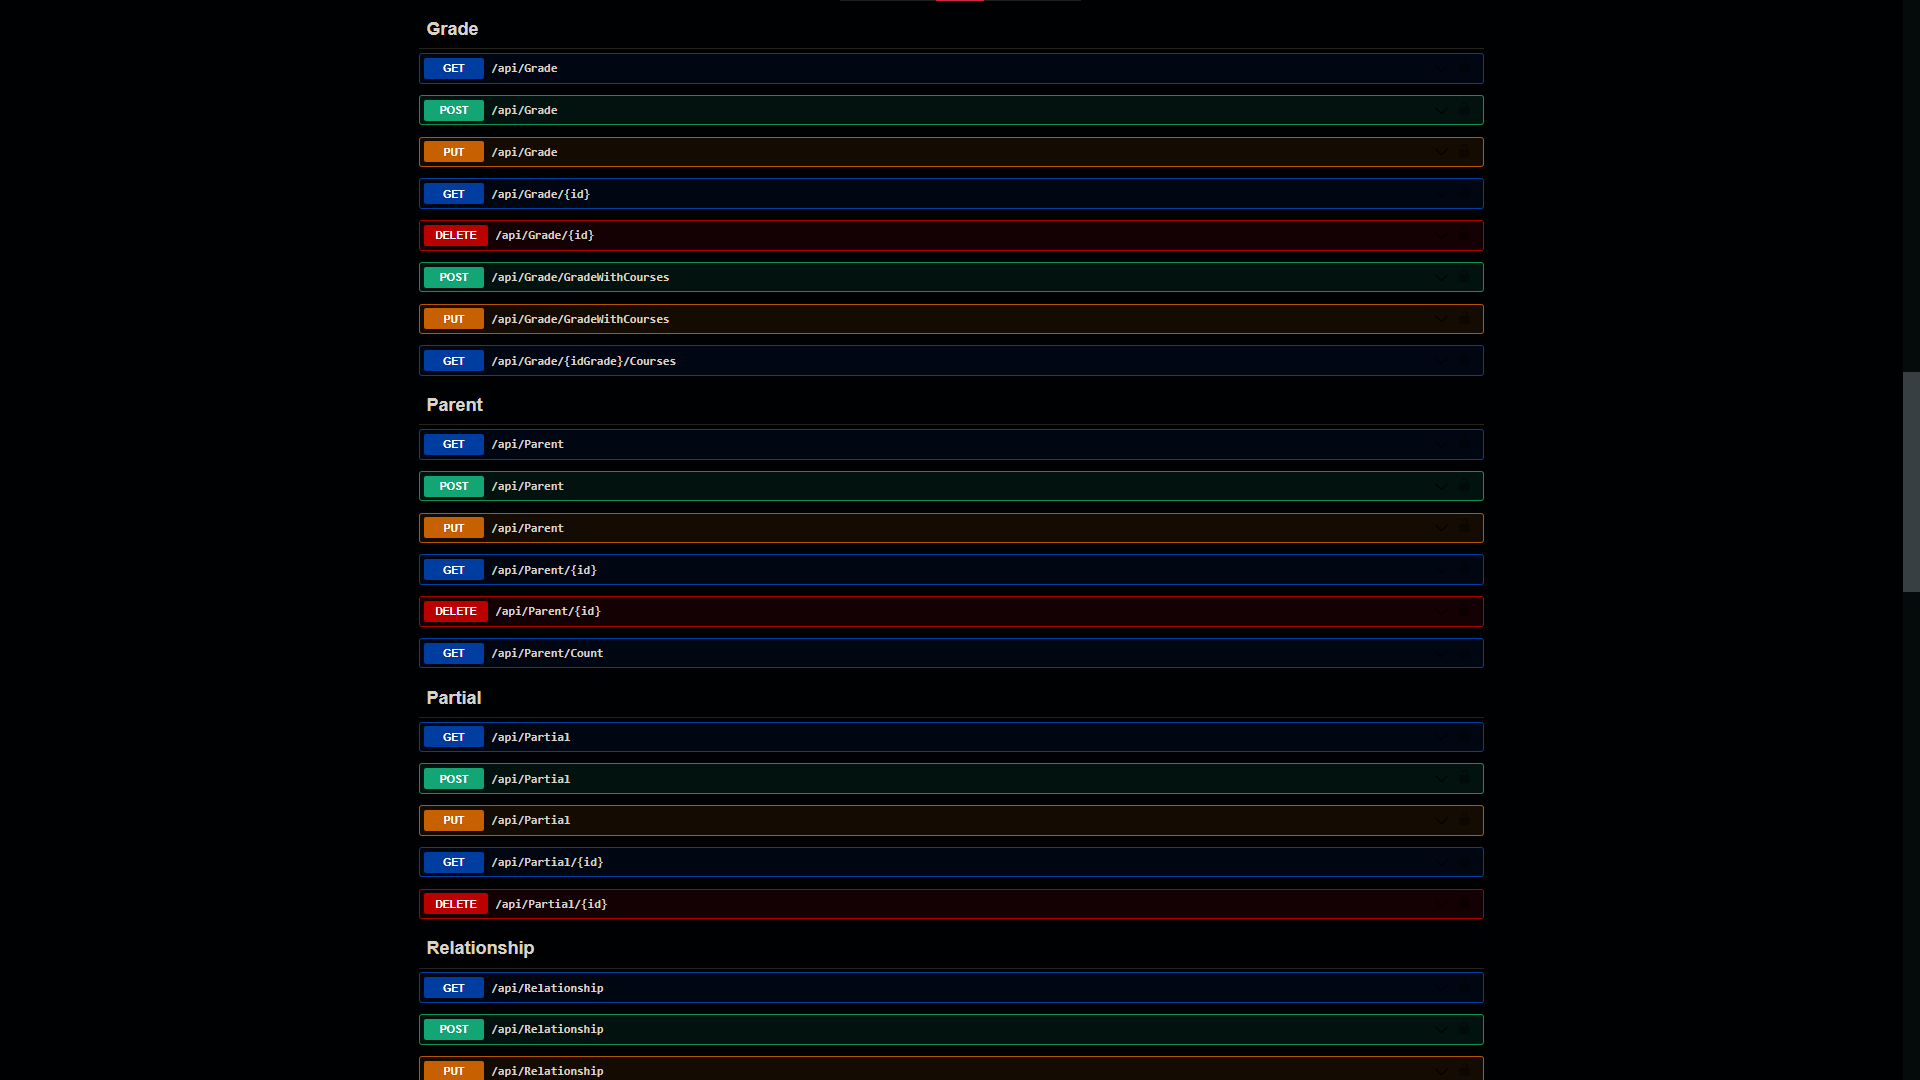 Grade
GET /api/Grade
POST /api/Grade
PUT /api/Grade
GET /api/Grade/{id}
DELETE /api/Grade/{id}
POST /api/Grade/GradeWithCourses
PUT /api/Grade/GradeWithCourses
GET /api/Grade/{idGrade}/Courses
Parent
GET /api/Parent
POST /api/Parent
PUT /api/Parent
GET /api/Parent/{id}
DELETE /api/Parent/{id}
GET /api/Parent/Count
Partial
GET /api/Partial
POST /api/Partial
PUT /api/Partial
GET /api/Partial/{id}
DELETE /api/Partial/{id}
Relationship
GET /api/Relationship
POST /api/Relationship
PUT /api/Relationship